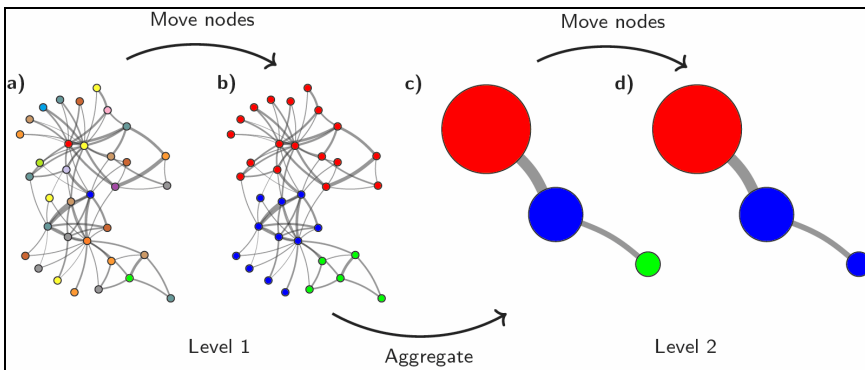 Move nodes
Move nodes
a)
b)
c)
d)
Level 1
Aggregate
Level 2